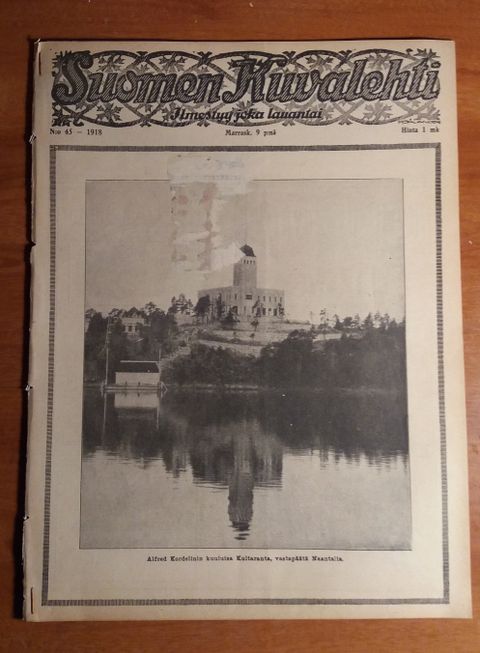 Suomen Kuvalehti
Ilmestyy joka lauantai
N:o 45 — 1918 Marrask. 9 p:nä Hinta 1 mk
Alfred Kordelinin kuuluisa Kultaranta, vastapäätä Naantalia.